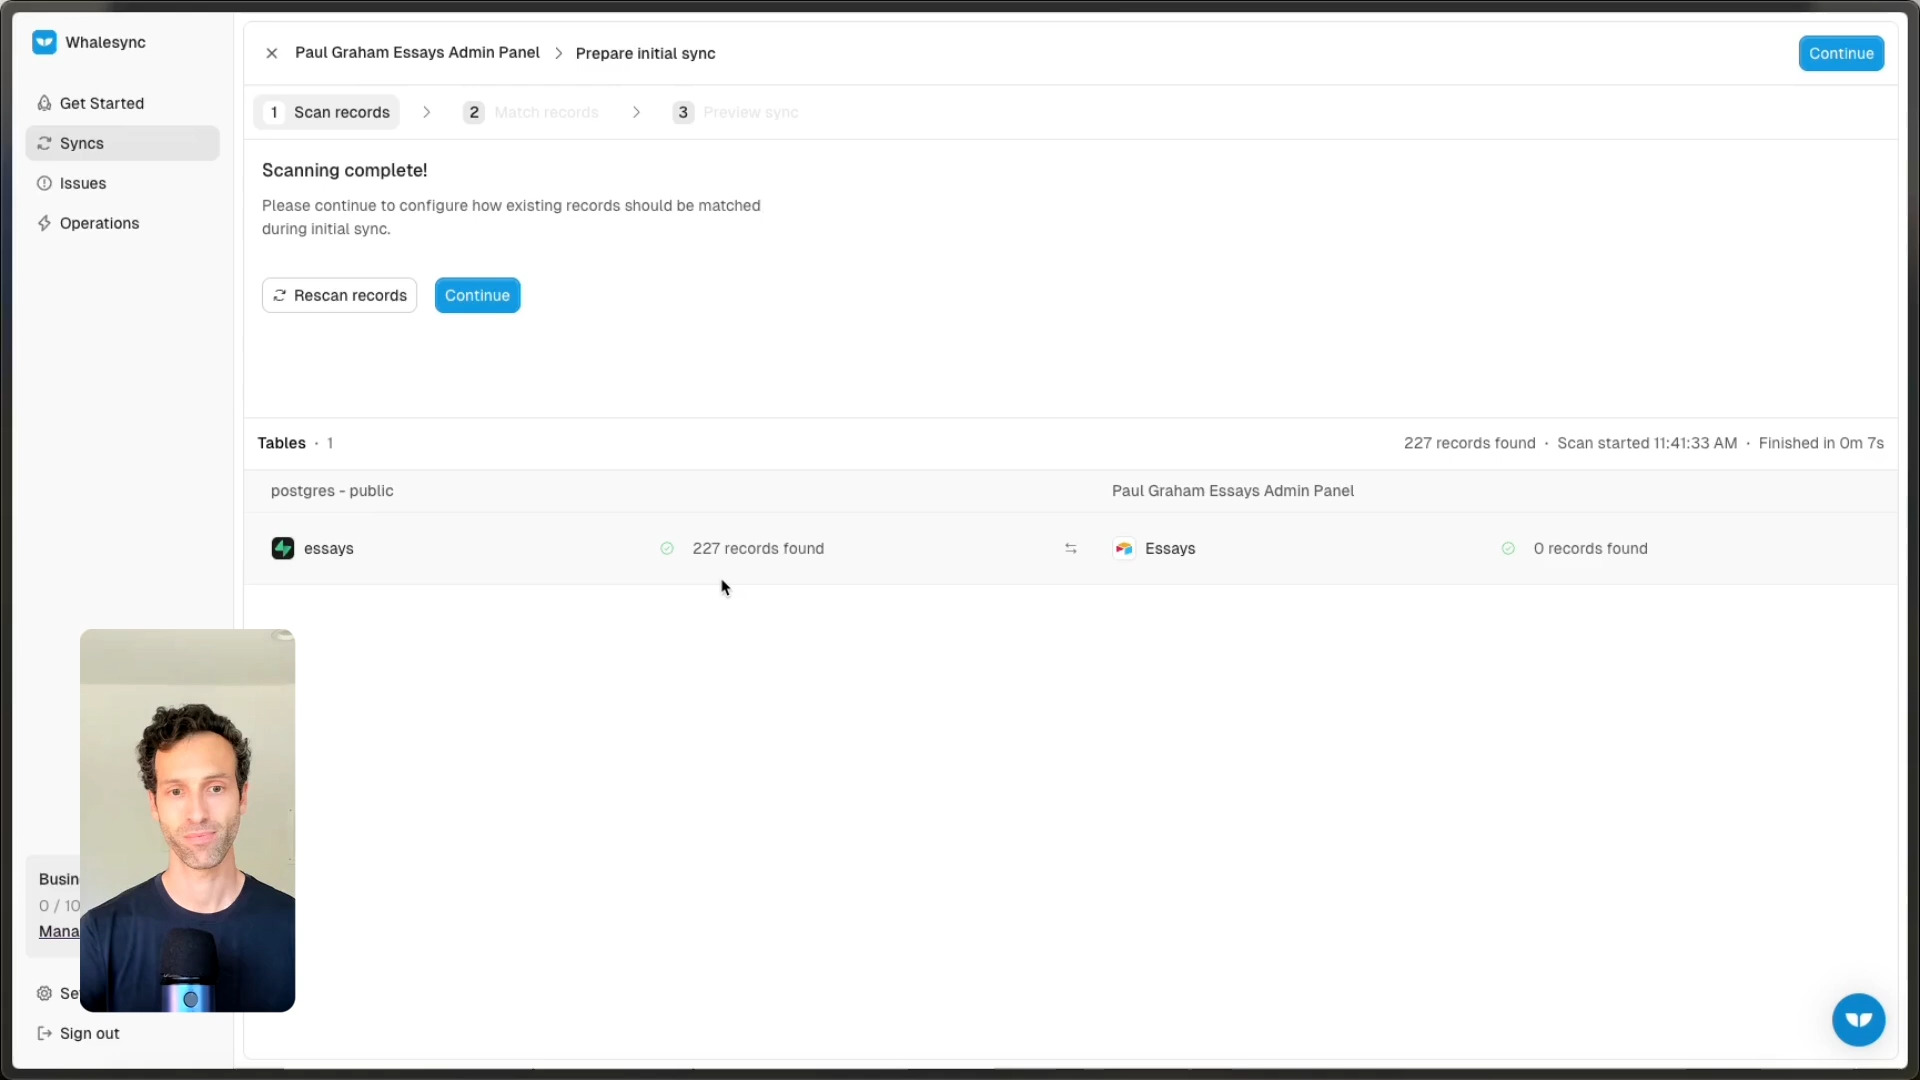 Whalesync
Get Started
Syncs
Issues
Operations
Paul Graham Essays Admin Panel > Prepare initial sync
Continue
1 Scan records > 2 Match records > 3 Preview sync
Scanning complete!
Please continue to configure how existing records should be matched
during initial sync.
Rescan records
Continue
Tables · 1
227 records found · Scan started 11:41:33 AM · Finished in 0m 7s
postgres - public
Paul Graham Essays Admin Panel
essays
227 records found
Essays
0 records found
Busin
0 / 10
Mana
Se
Sign out